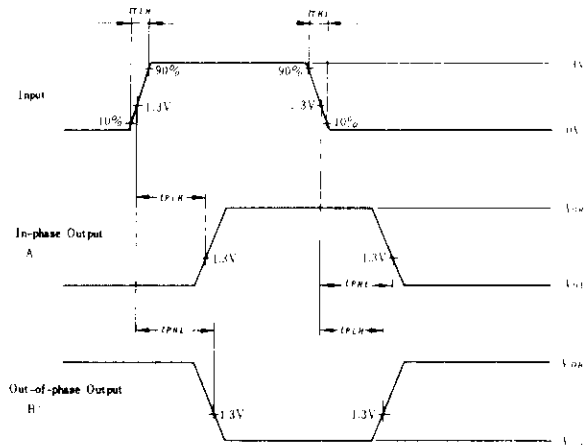 tTLH
tTHL
90%
90%
3V
Input
1.3V
1.3V
10%
10%
0V
tPLH
VOH
In-phase Output
A
1.3V
1.3V
tPHL
VOL
tPHL
tPLH
VOH
Out-of-phase Output
B
1.3V
1.3V